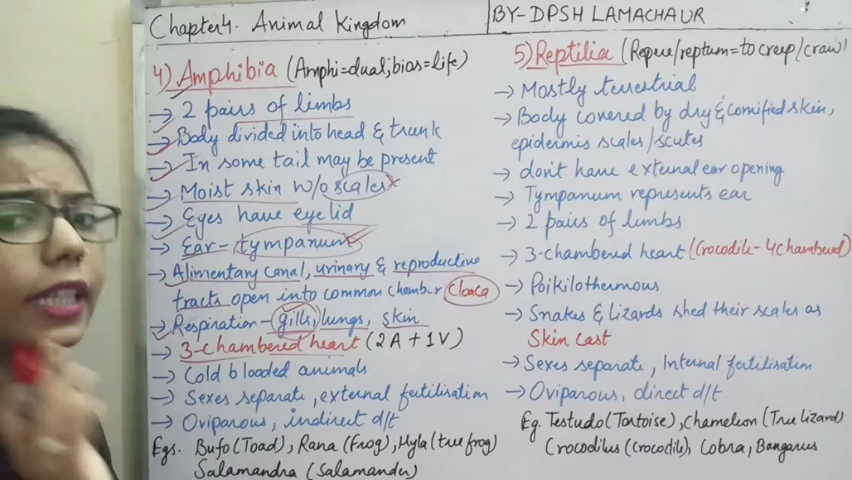 Chapter4. Animal Kingdom
BY-DPSH LAMACHAUR
4) Amphibia (Amphi=dual;bios=life)
→ 2 pairs of limbs
→ Body divided into head & trunk
→ In some tail may be present
→ Moist skin w/o scales
→ Eyes have eyelid
→ Ear = tympanum
→ Alimentary canal, urinary & reproductive
tracts open into common chamber cloaca
→ Respiration - gills, lungs, skin
→ 3-chambered heart (2A + 1V)
→ Cold blooded animals
→ Sexes separate, external fertilisation
→ Oviparous, indirect d/t
Egs. Bufo (Toad), Rana (Frog), Hyla (true frog)
Salamandra (Salamander)
5) Reptilia (Repere/reptum = to creep/crawl
→ Mostly terrestrial
→ Body covered by dry & cornified skin,
epidermis scales/scutes
→ don't have external ear opening
→ Tympanum represents ear
→ 2 pairs of limbs
→ 3-chambered heart (Crocodile-4 chambered)
→ Poikilothermous
→ Snakes & Lizards shed their scales as
Skin cast
→ Sexes separate, Internal fertilisation
→ Oviparous, direct d/t
Eg. Testudo (Tortoise), Chameleon (Tree lizard)
Crocodilus (crocodile), Cobra, Bangarus